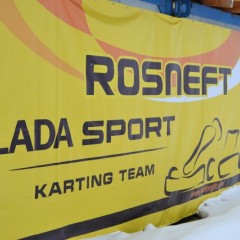 ROSNEFT
LADA SPORT
KARTING TEAM